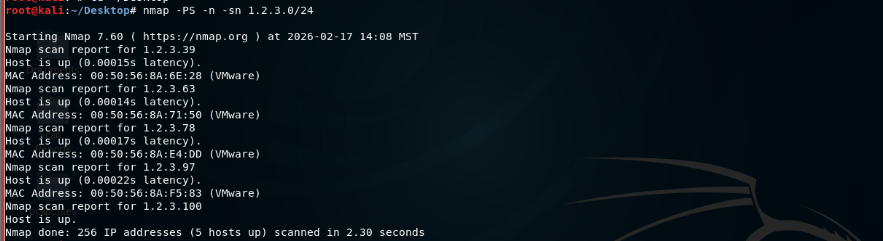 root@kali:~/Desktop# nmap -PS -n -sn 1.2.3.0/24
Starting Nmap 7.60 ( https://nmap.org ) at 2026-02-17 14:08 MST
Nmap scan report for 1.2.3.39
Host is up (0.00015s latency).
MAC Address: 00:50:56:8A:6E:28 (VMware)
Nmap scan report for 1.2.3.63
Host is up (0.00014s latency).
MAC Address: 00:50:56:8A:71:50 (VMware)
Nmap scan report for 1.2.3.78
Host is up (0.00017s latency).
MAC Address: 00:50:56:8A:E4:DD (VMware)
Nmap scan report for 1.2.3.97
Host is up (0.00022s latency).
MAC Address: 00:50:56:8A:F5:83 (VMware)
Nmap scan report for 1.2.3.100
Host is up.
Nmap done: 256 IP addresses (5 hosts up) scanned in 2.30 seconds